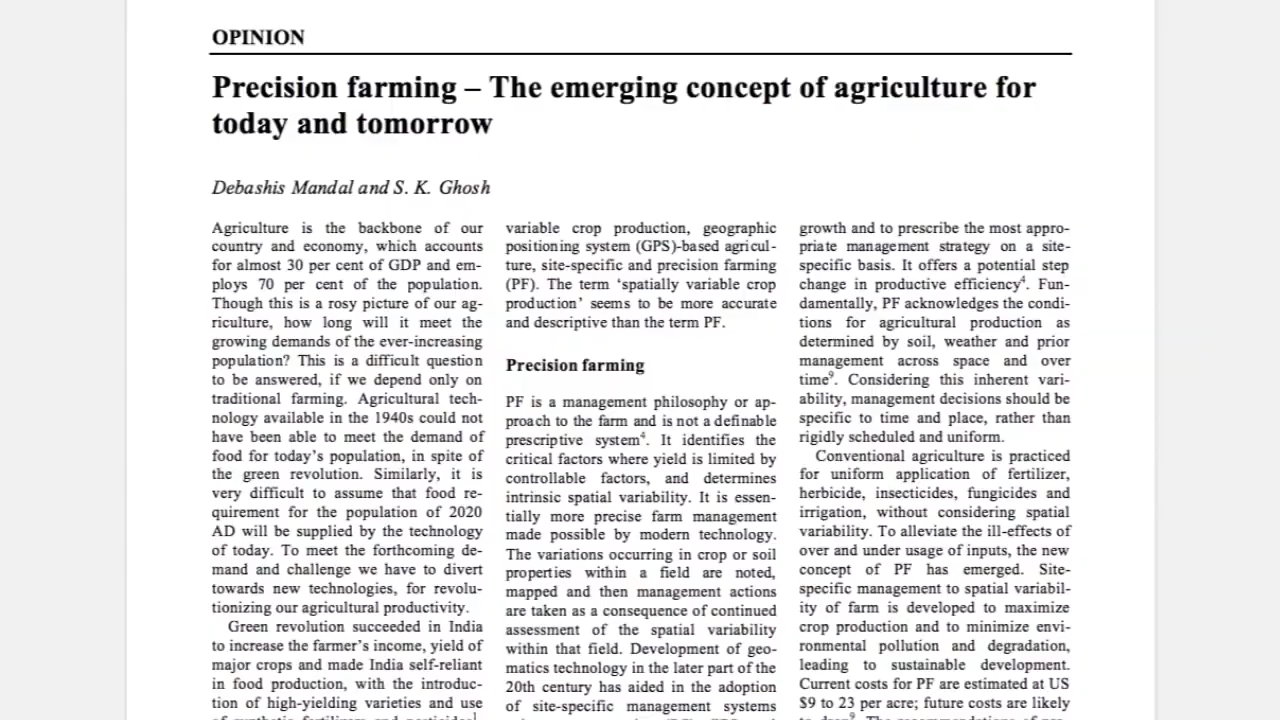 OPINION
Precision farming – The emerging concept of agriculture for
today and tomorrow
Debashis Mandal and S. K. Ghosh
Agriculture is the backbone of our
country and economy, which accounts
for almost 30 per cent of GDP and em-
ploys 70 per cent of the population.
Though this is a rosy picture of our ag-
riculture, how long will it meet the
growing demands of the ever-increasing
population? This is a difficult question
to be answered, if we depend only on
traditional farming. Agricultural tech-
nology available in the 1940s could not
have been able to meet the demand of
food for today's population, in spite of
the green revolution. Similarly, it is
very difficult to assume that food re-
quirement for the population of 2020
AD will be supplied by the technology
of today. To meet the forthcoming de-
mand and challenge we have to divert
towards new technologies, for revolu-
tionizing our agricultural productivity.
Green revolution succeeded in India
to increase the farmer's income, yield of
major crops and made India self-reliant
in food production, with the introduc-
tion of high-yielding varieties and use
of synthetic fertilizers and pesticides1
variable crop production, geographic
positioning system (GPS)-based agricul-
ture, site-specific and precision farming
(PF). The term 'spatially variable crop
production' seems to be more accurate
and descriptive than the term PF.
Precision farming
PF is a management philosophy or ap-
proach to the farm and is not a definable
prescriptive system4. It identifies the
critical factors where yield is limited by
controllable factors, and determines
intrinsic spatial variability. It is essen-
tially more precise farm management
made possible by modern technology.
The variations occurring in crop or soil
properties within a field are noted,
mapped and then management actions
are taken as a consequence of continued
assessment of the spatial variability
within that field. Development of geo-
matics technology in the later part of the
20th century has aided in the adoption
of site-specific management systems
growth and to prescribe the most appro-
priate management strategy on a site-
specific basis. It offers a potential step
change in productive efficiency4. Fun-
damentally, PF acknowledges the condi-
tions for agricultural production as
determined by soil, weather and prior
management across space and over
time9. Considering this inherent vari-
ability, management decisions should be
specific to time and place, rather than
rigidly scheduled and uniform.
Conventional agriculture is practiced
for uniform application of fertilizer,
herbicide, insecticides, fungicides and
irrigation, without considering spatial
variability. To alleviate the ill-effects of
over and under usage of inputs, the new
concept of PF has emerged. Site-
specific management to spatial variabil-
ity of farm is developed to maximize
crop production and to minimize envi-
ronmental pollution and degradation,
leading to sustainable development.
Current costs for PF are estimated at US
$9 to 23 per acre; future costs are likely